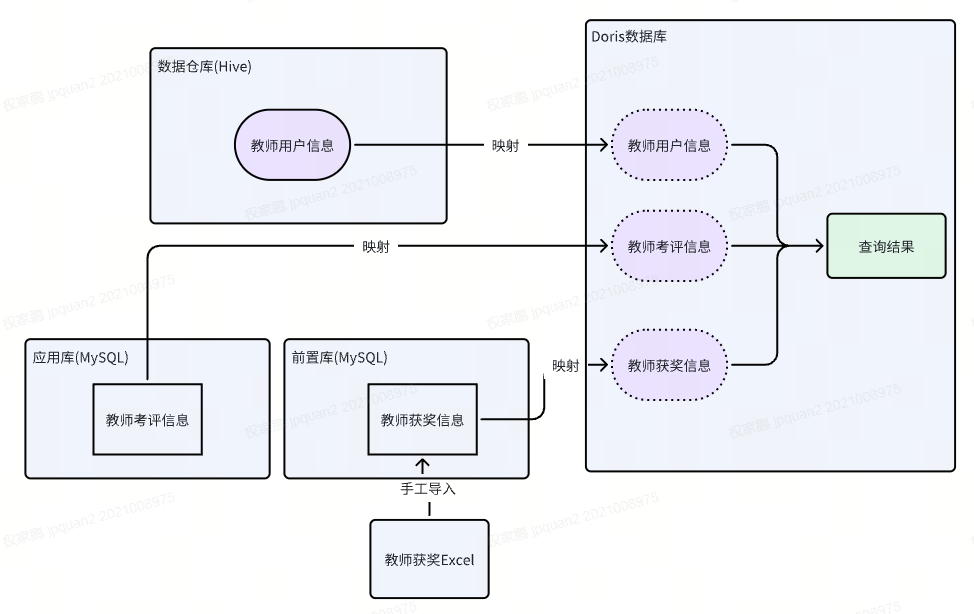 Doris数据库
数据仓库(Hive)
教师用户信息
映射
教师用户信息
映射
教师考评信息
查询结果
应用库(MySQL)
前置库(MySQL)
映射
教师获奖信息
教师考评信息
教师获奖信息
手工导入
教师获奖Excel
权家鹏 jpquan2 2021008975